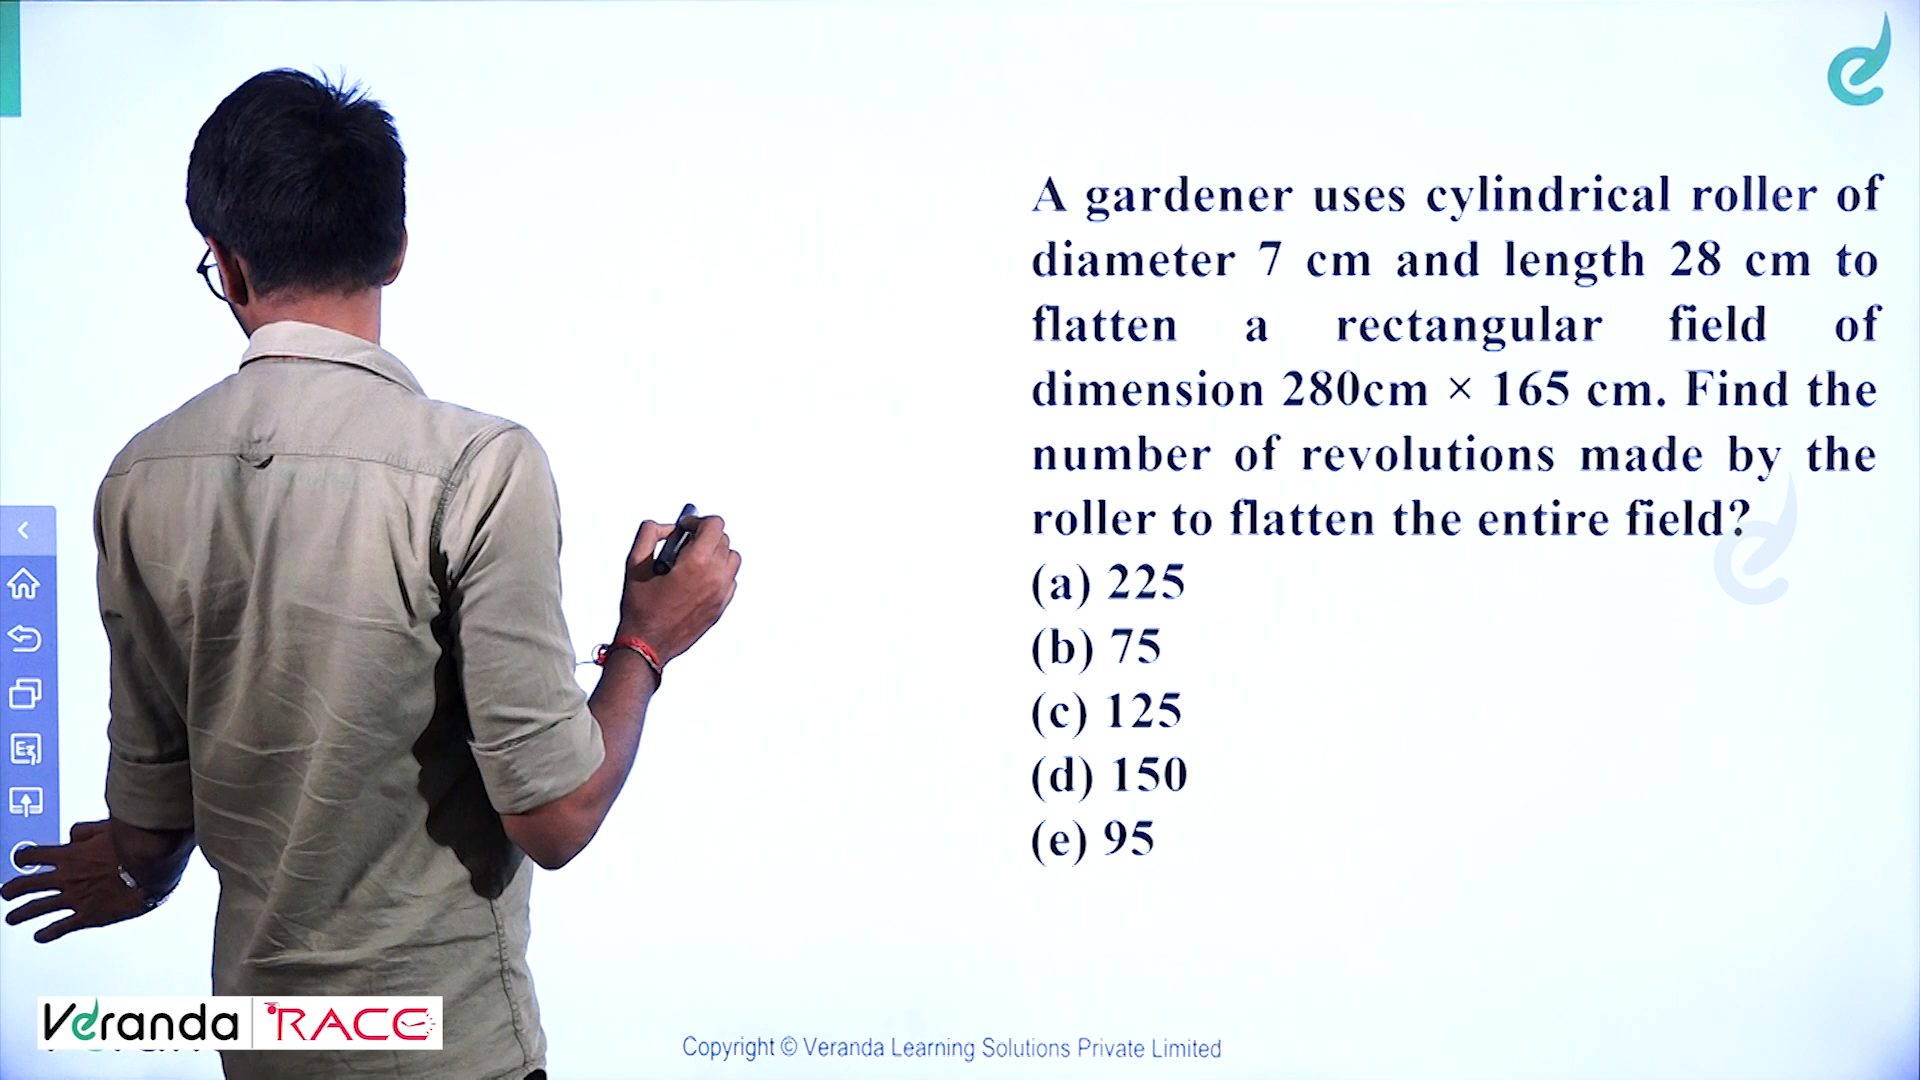 A gardener uses cylindrical roller of
diameter 7 cm and length 28 cm to
flatten a rectangular field of
dimension 280cm × 165 cm. Find the
number of revolutions made by the
roller to flatten the entire field?
(a) 225
(b) 75
(c) 125
(d) 150
(e) 95
Veranda RACE
Copyright © Veranda Learning Solutions Private Limited